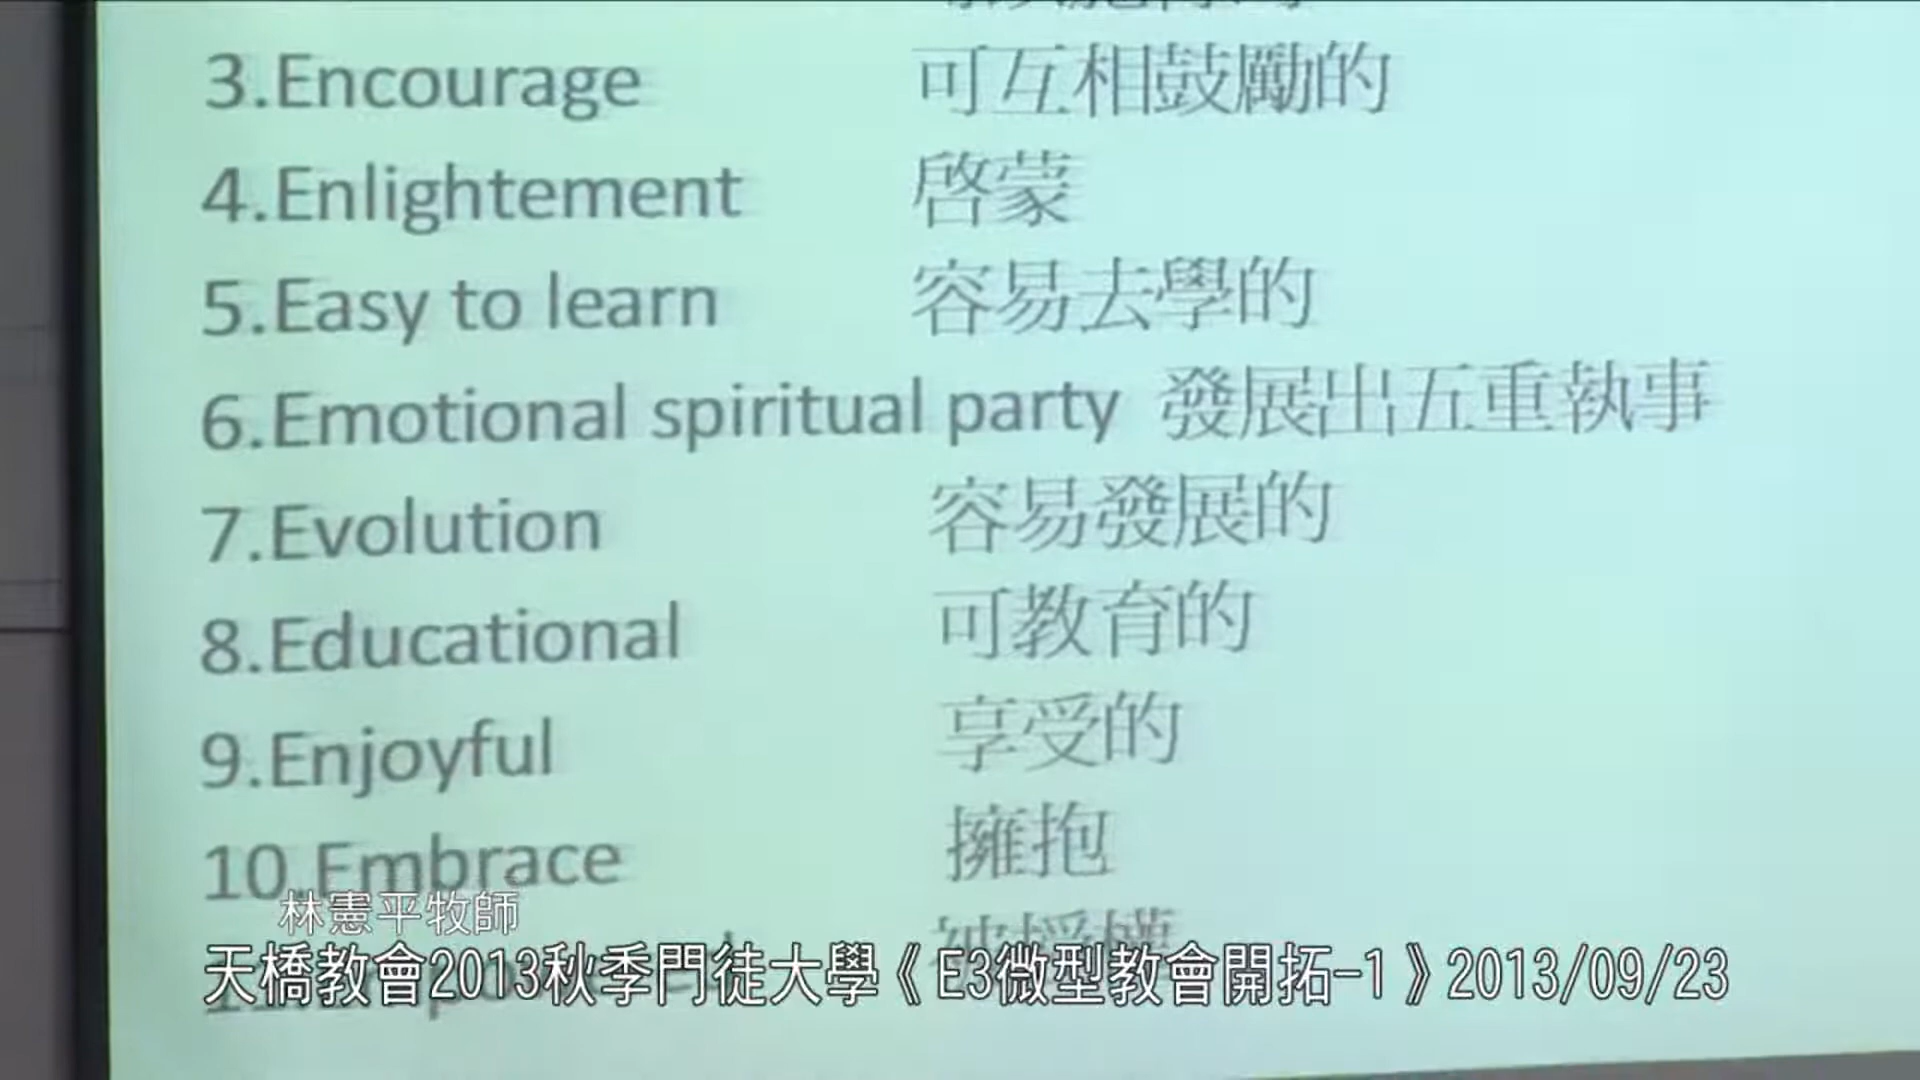 3.Encourage 可互相鼓勵的
4.Enlightement 啓蒙
5.Easy to learn 容易去學的
6.Emotional spiritual party 發展出五重執事
7.Evolution 容易發展的
8.Educational 可教育的
9.Enjoyful 享受的
10.Embrace 擁抱
林憲平牧師
被授權
天橋教會2013秋季門徒大學《E3微型教會開拓-1》2013/09/23